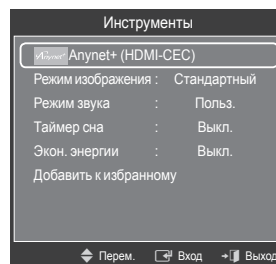 Инструменты
Anynet+ Anynet+ (HDMI-CEC)
Режим изображения : Стандартный
Режим звука : Польз.
Таймер сна : Выкл.
Экон. энергии : Выкл.
Добавить к избранному
Перем. Вход Выход